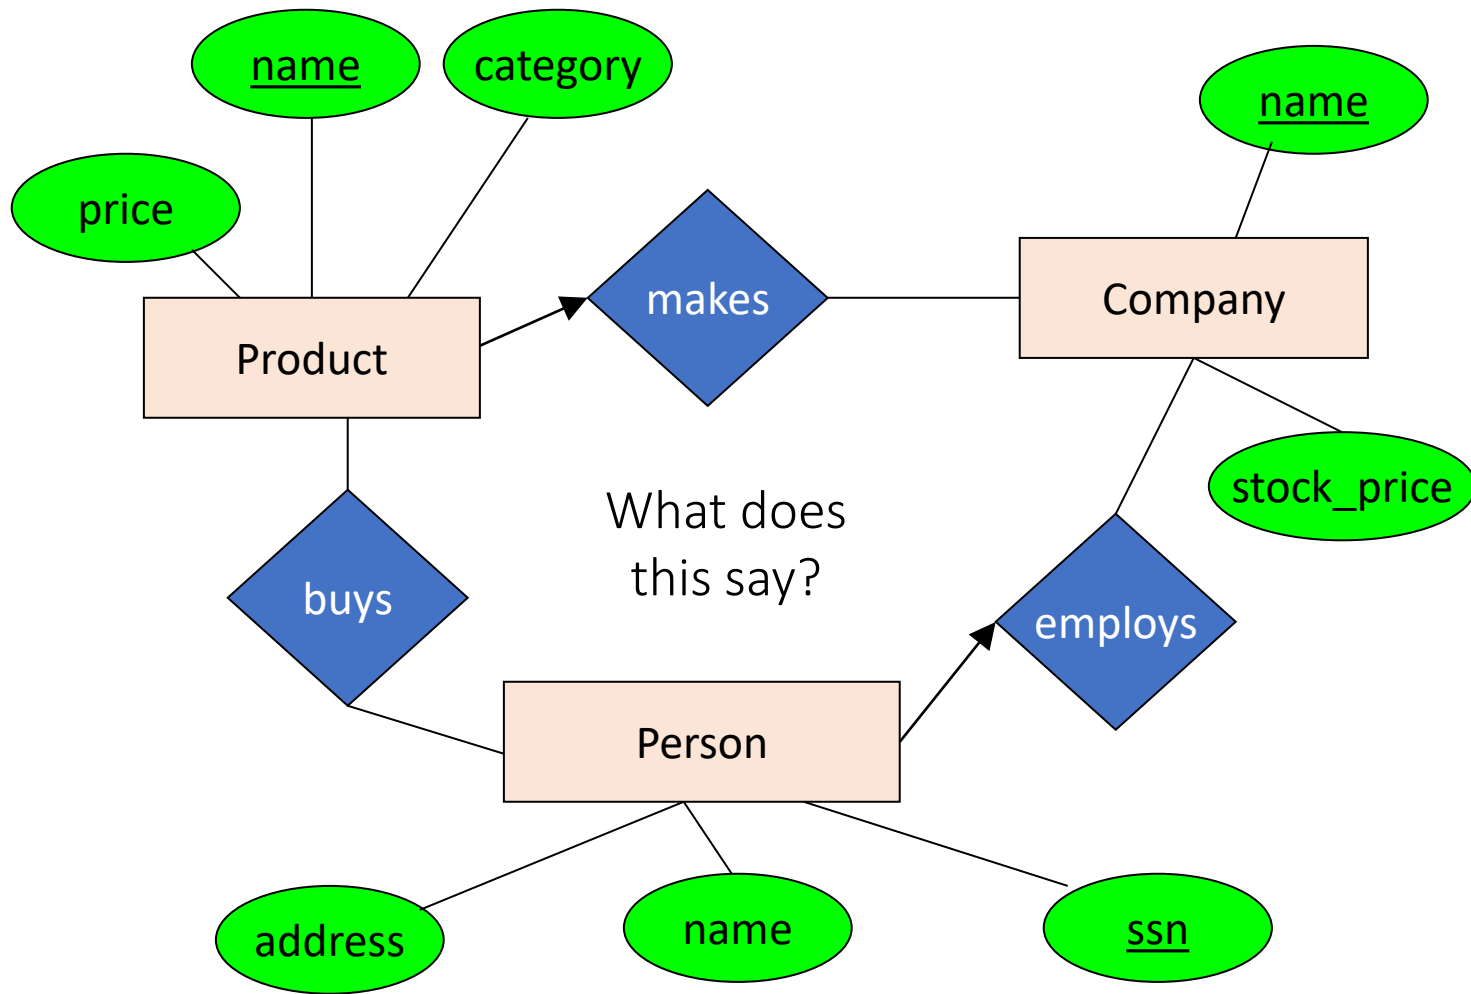 name
category
name
price
makes
Company
Product
stock_price
What does
this say?
buys
employs
Person
address
name
ssn